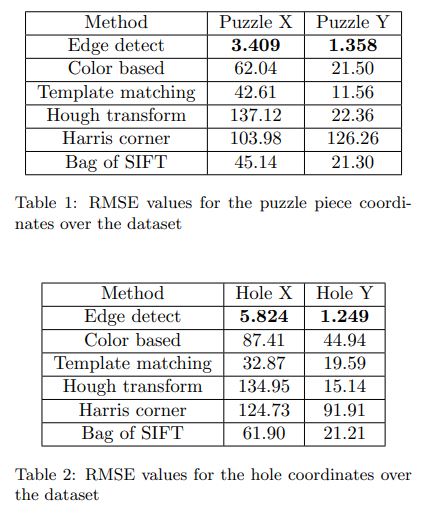 Method Puzzle X Puzzle Y
Edge detect 3.409 1.358
Color based 62.04 21.50
Template matching 42.61 11.56
Hough transform 137.12 22.36
Harris corner 103.98 126.26
Bag of SIFT 45.14 21.30
Table 1: RMSE values for the puzzle piece coordi-
nates over the dataset
Method Hole X Hole Y
Edge detect 5.824 1.249
Color based 87.41 44.94
Template matching 32.87 19.59
Hough transform 134.95 15.14
Harris corner 124.73 91.91
Bag of SIFT 61.90 21.21
Table 2: RMSE values for the hole coordinates over
the dataset